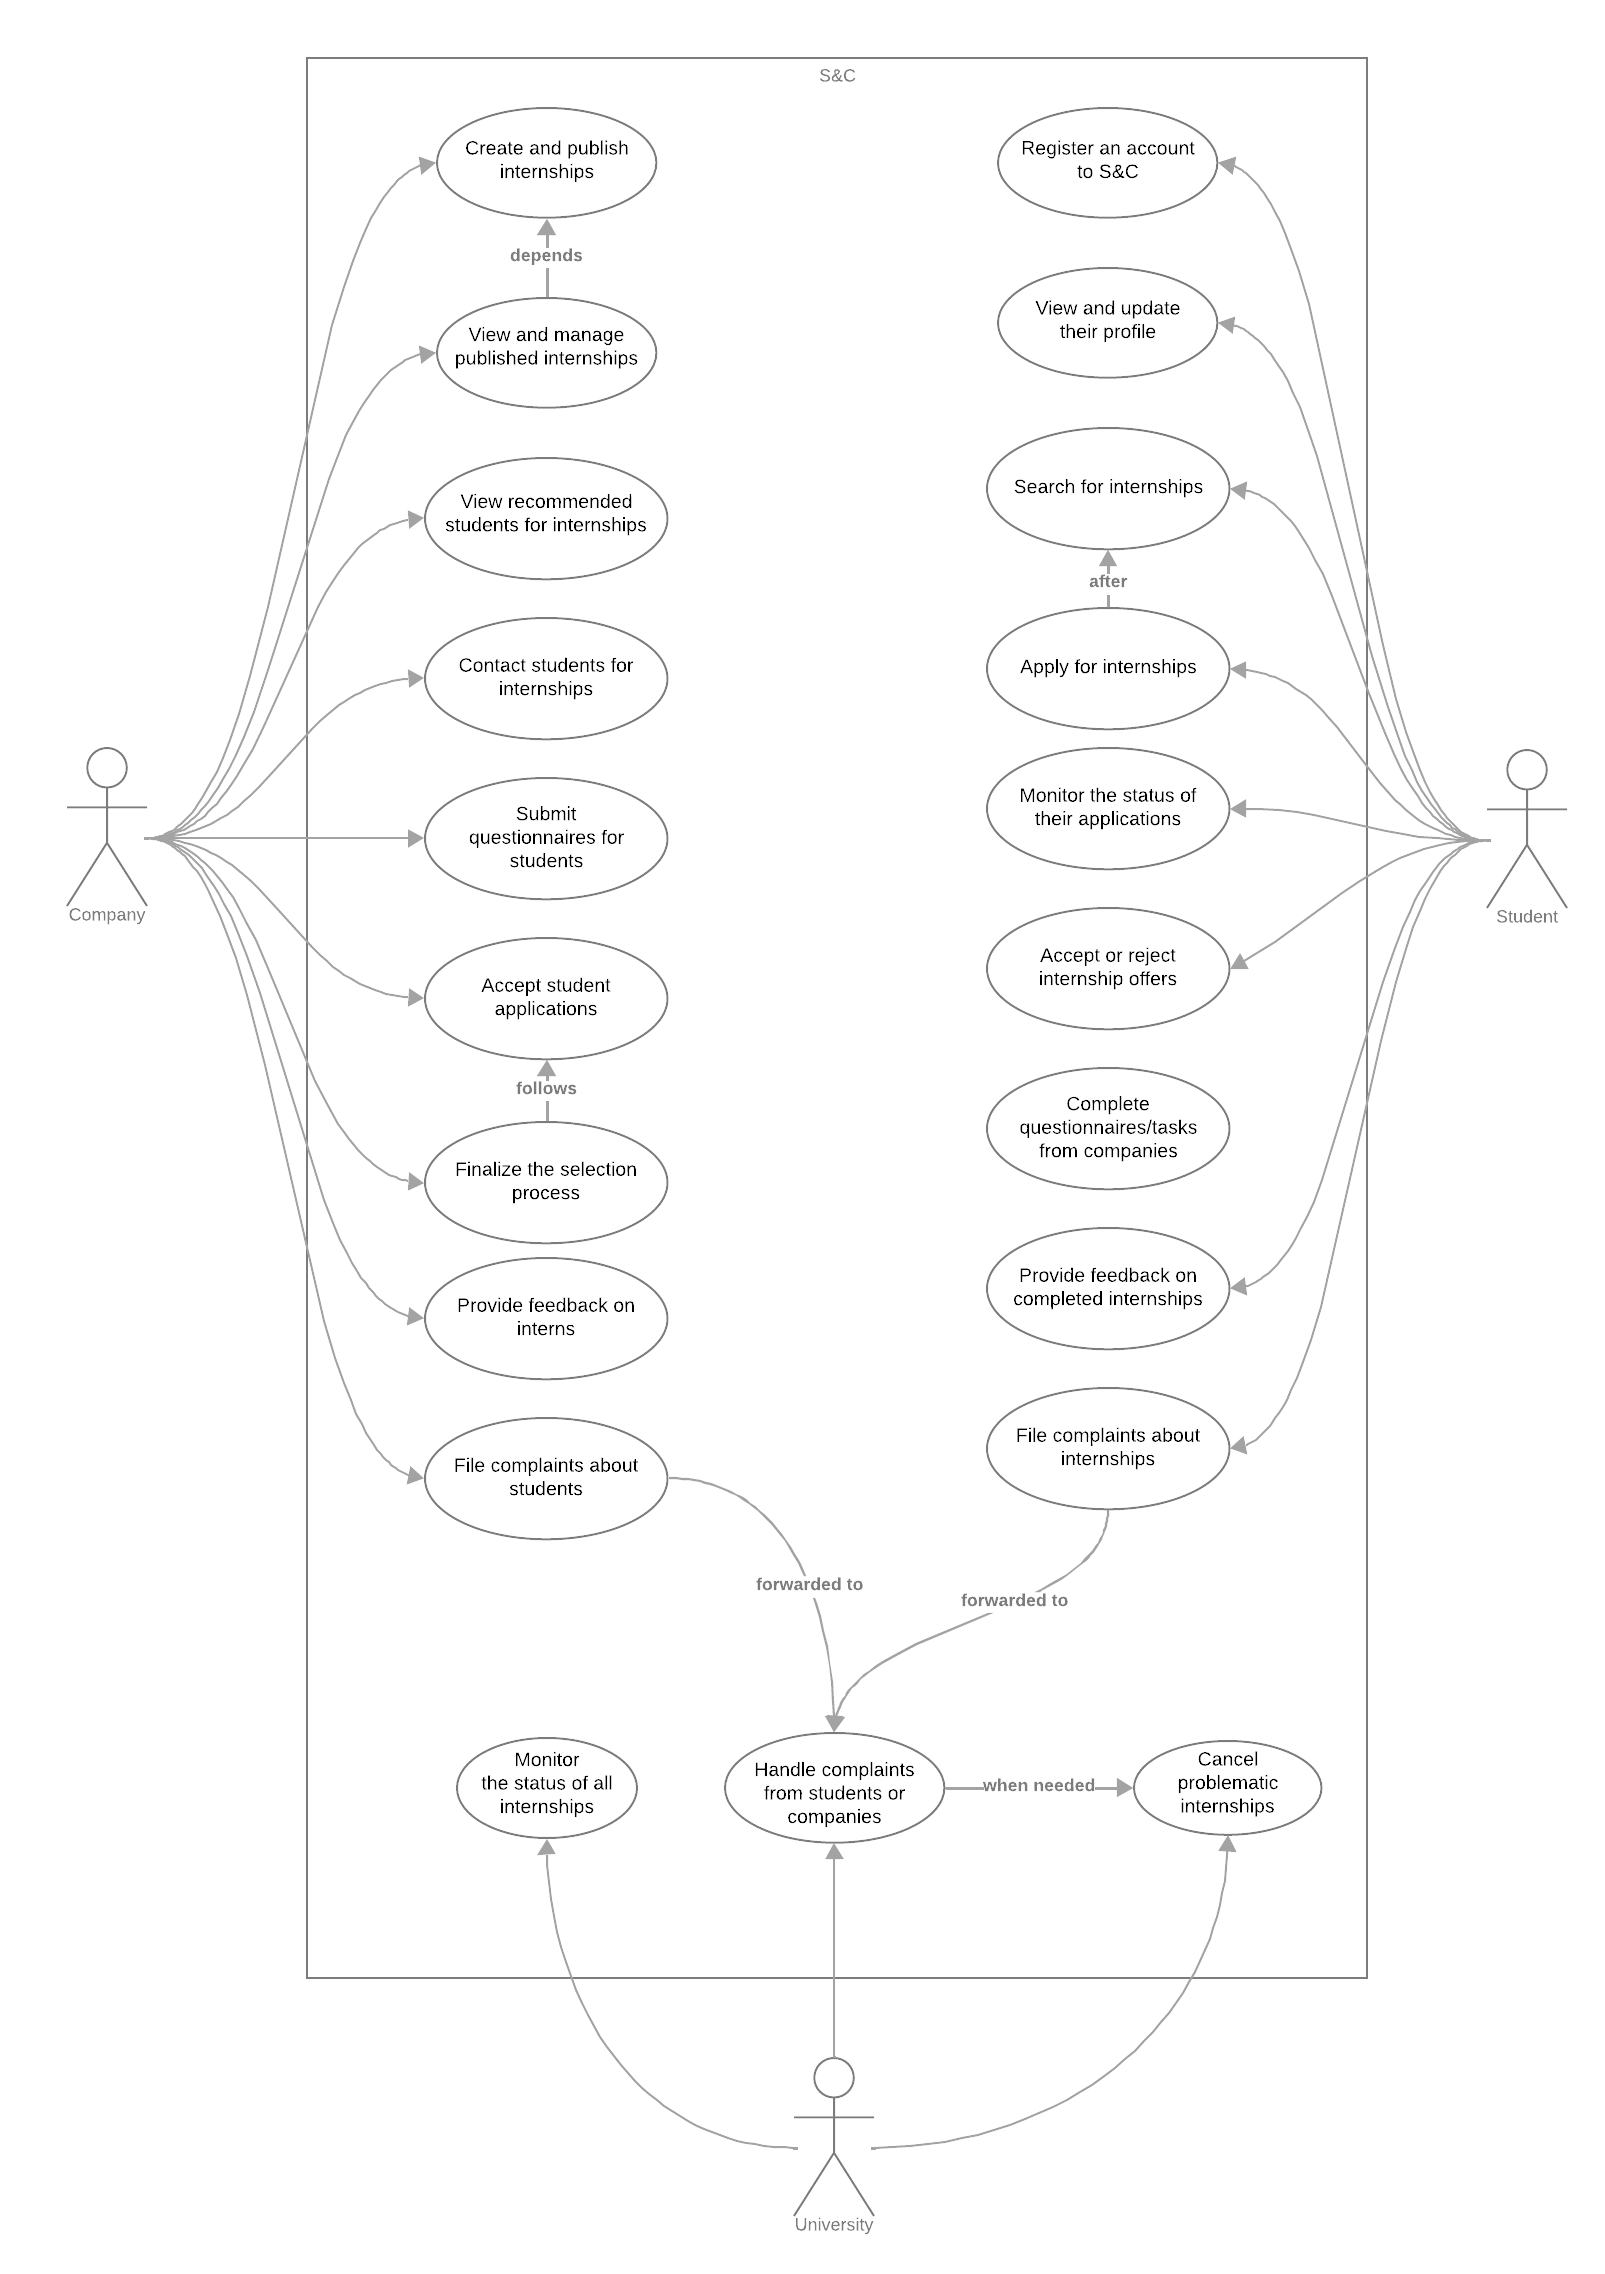 S&C
Create and publish
internships
depends
View and manage
published internships
View recommended
students for internships
Contact students for
internships
Submit
questionnaires for
students
Accept student
applications
follows
Finalize the selection
process
Provide feedback on
interns
File complaints about
students
Register an account
to S&C
View and update
their profile
Search for internships
after
Apply for internships
Monitor the status of
their applications
Accept or reject
internship offers
Complete
questionnaires/tasks
from companies
Provide feedback on
completed internships
File complaints about
internships
Company
Student
forwarded to
forwarded to
Monitor
the status of all
internships
Handle complaints
from students or
companies
when needed
Cancel
problematic
internships
University